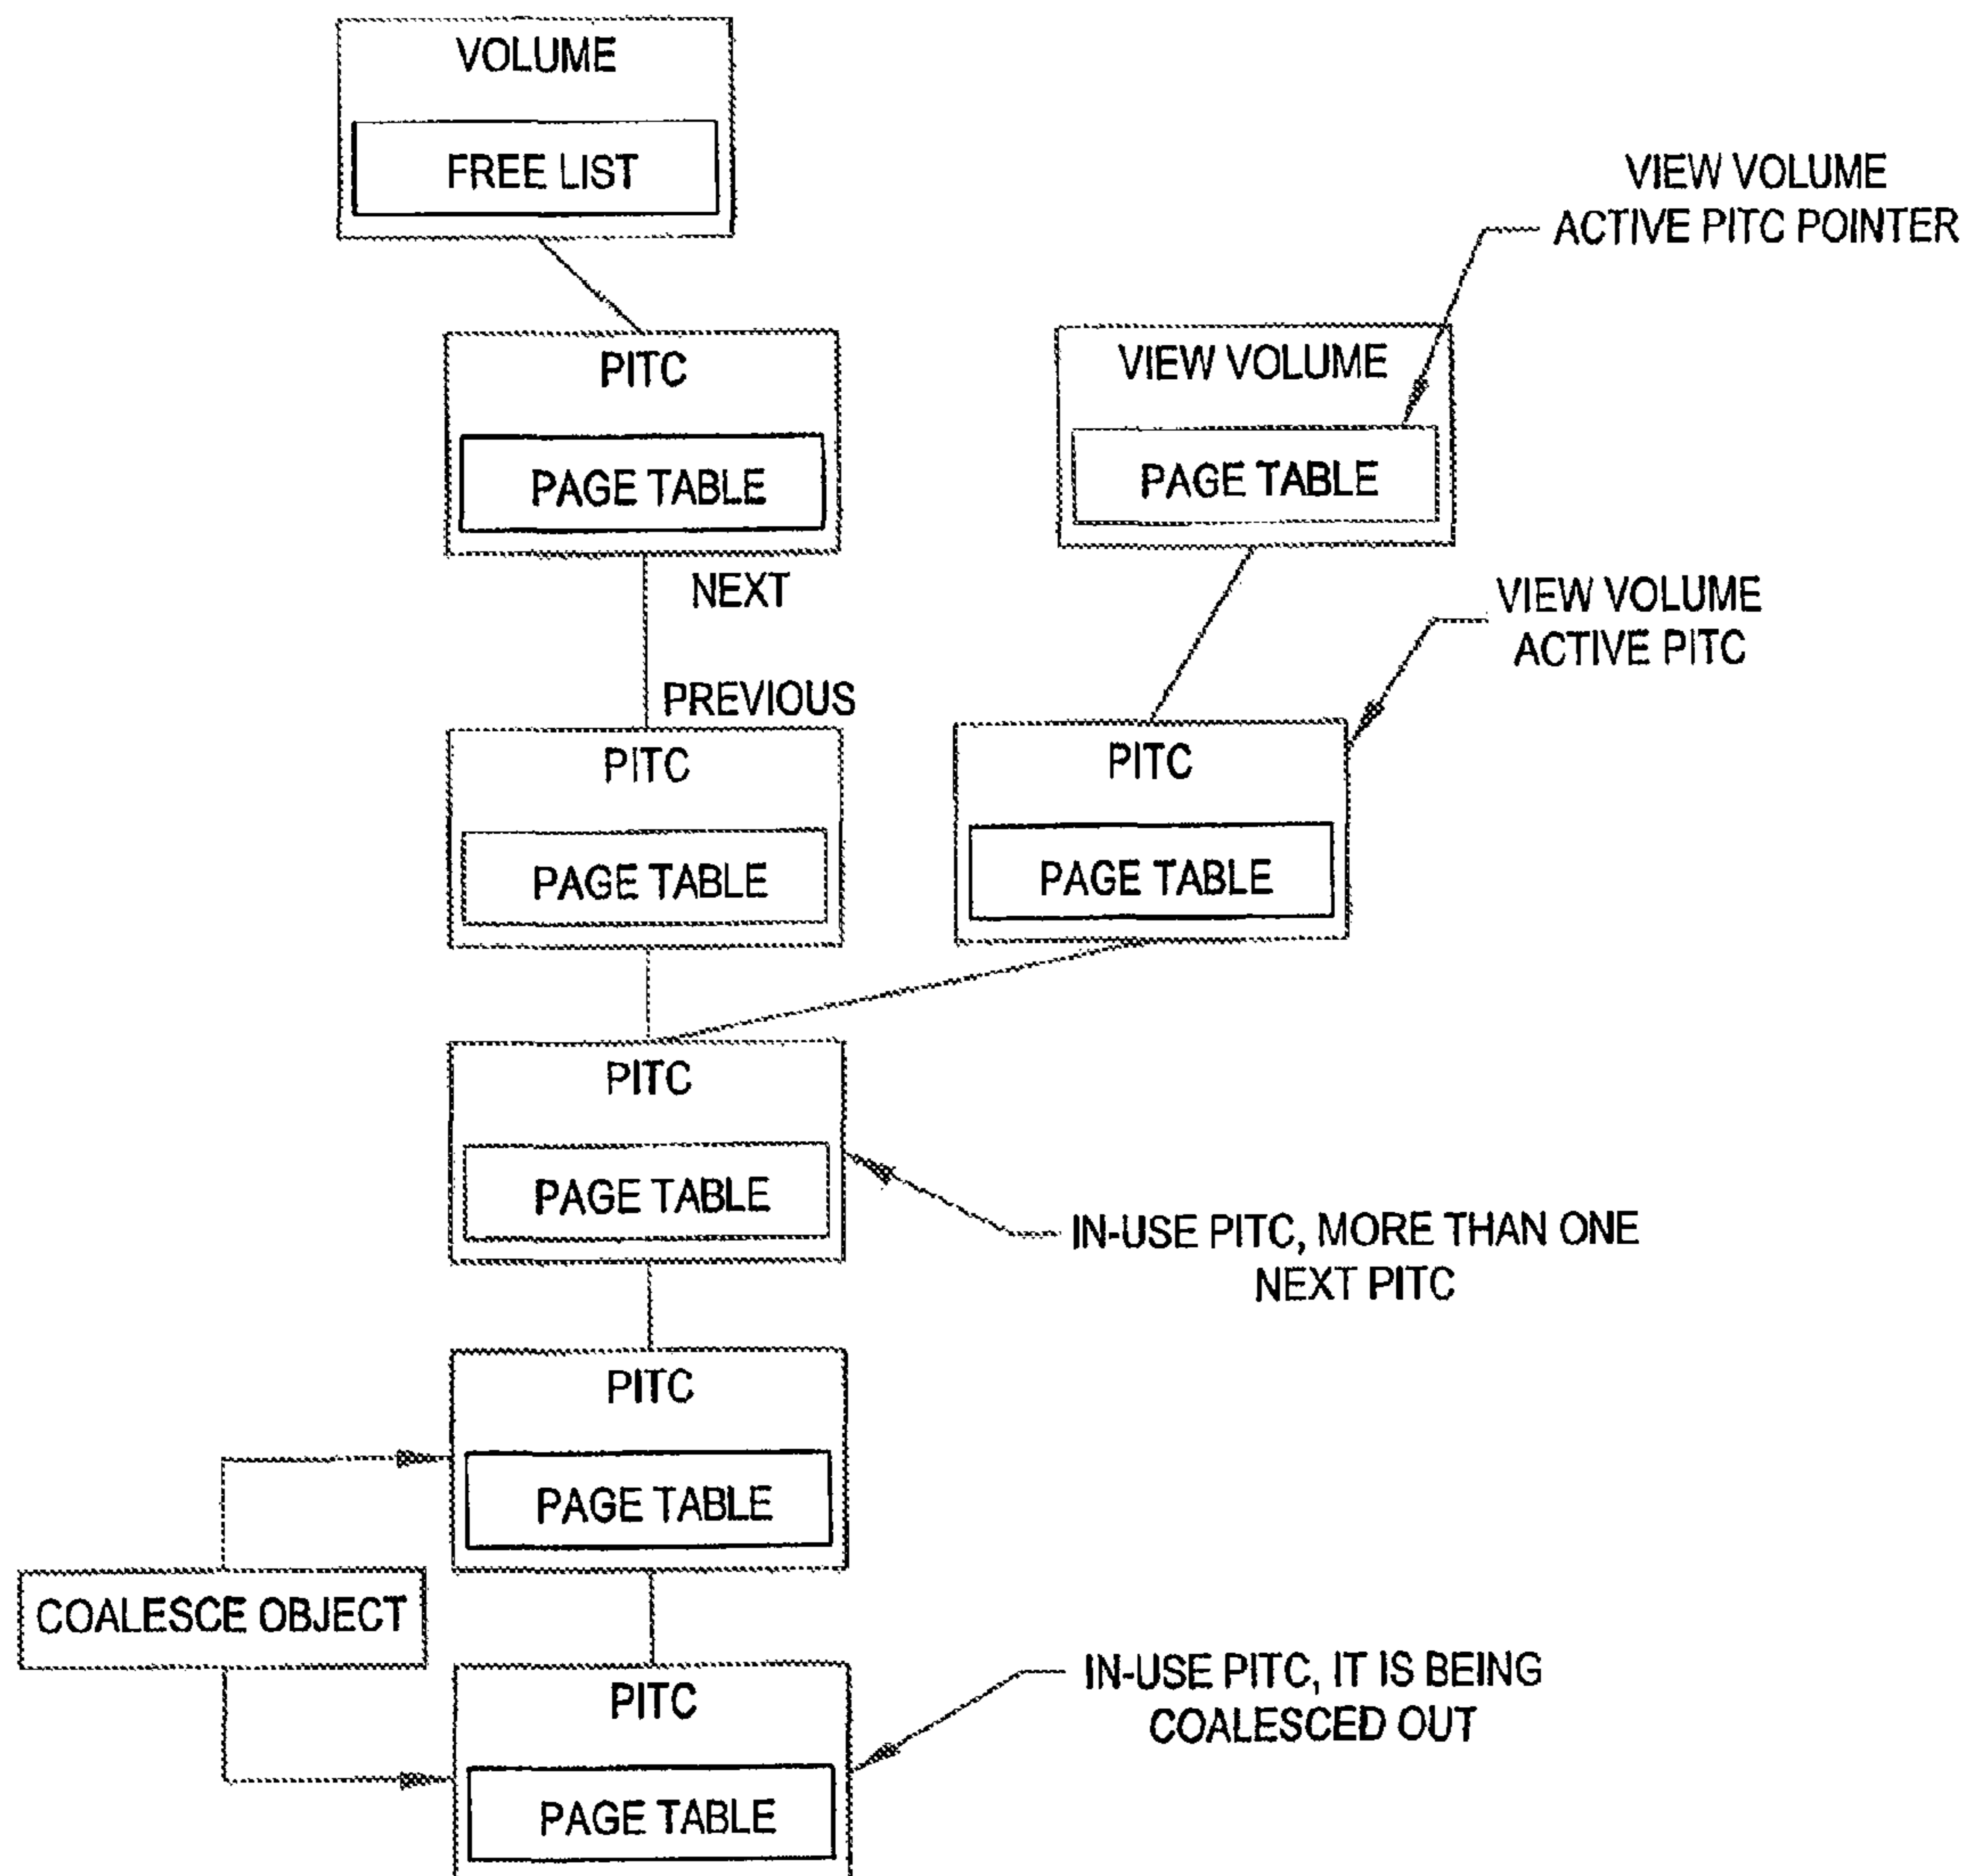 VOLUME
FREE LIST
VIEW VOLUME
ACTIVE PITC POINTER
PITC
PAGE TABLE
VIEW VOLUME
PAGE TABLE
NEXT
PREVIOUS
VIEW VOLUME
ACTIVE PITC
PITC
PAGE TABLE
PITC
PAGE TABLE
PITC
PAGE TABLE
IN-USE PITC, MORE THAN ONE
NEXT PITC
PITC
PAGE TABLE
COALESCE OBJECT
PITC
PAGE TABLE
IN-USE PITC, IT IS BEING
COALESCED OUT